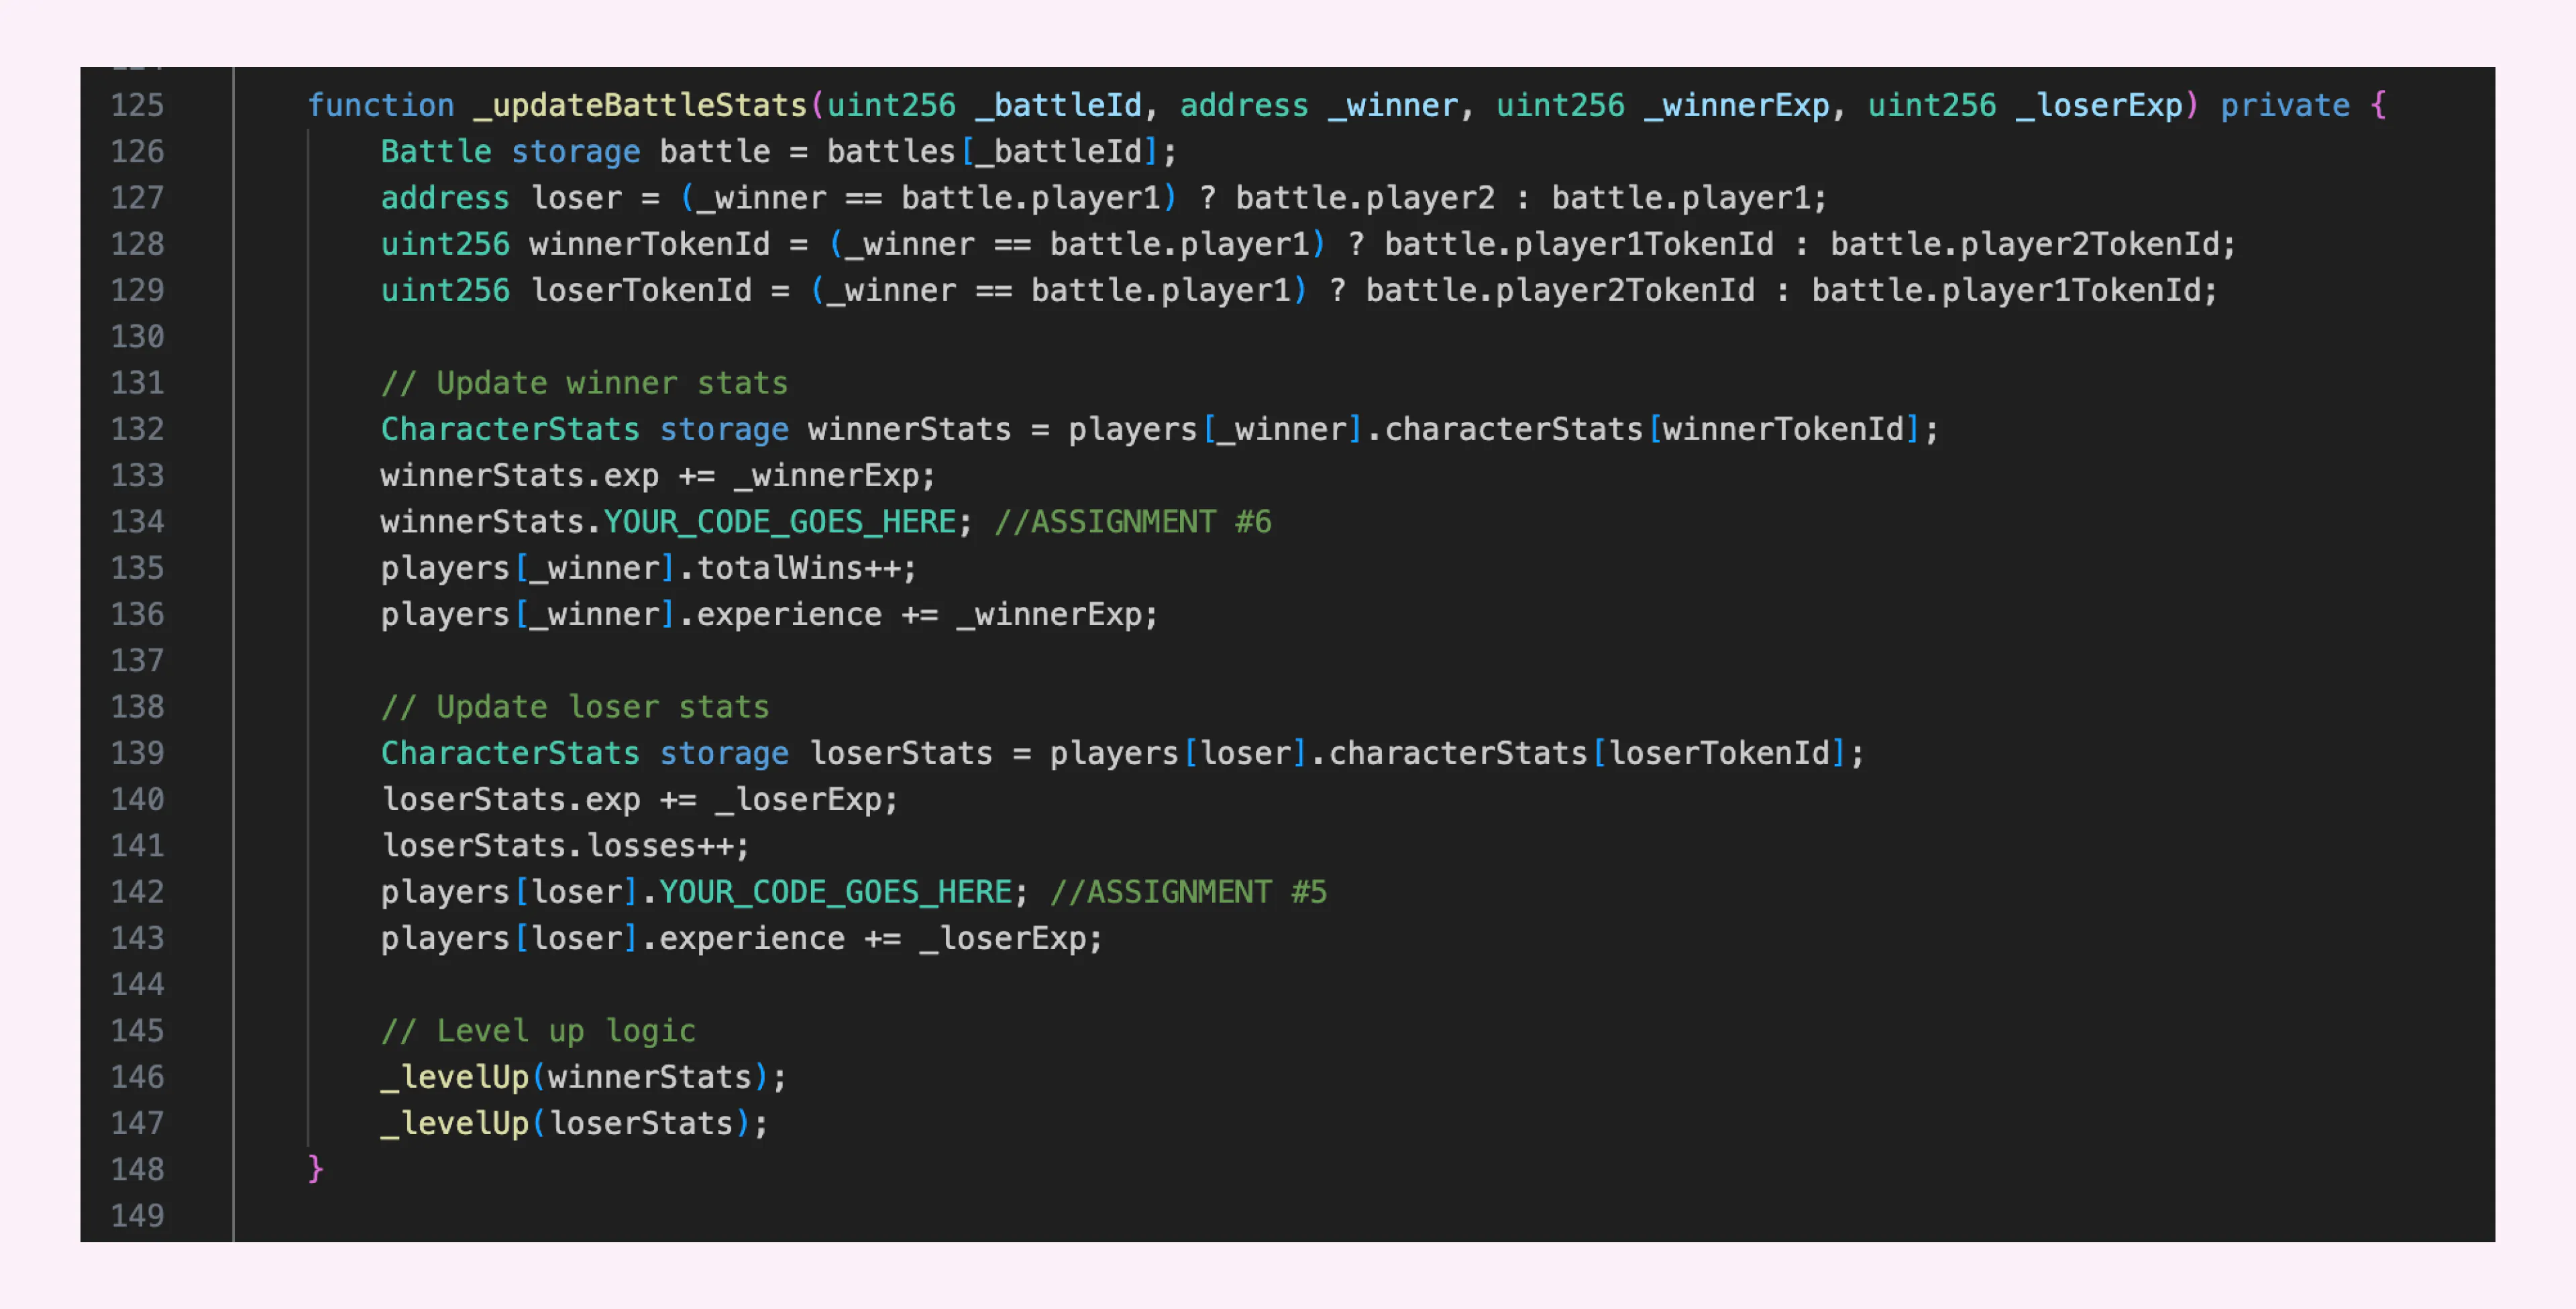 125 function _updateBattleStats(uint256 _battleId, address _winner, uint256 _winnerExp, uint256 _loserExp) private {
126 Battle storage battle = battles[_battleId];
127 address loser = (_winner == battle.player1) ? battle.player2 : battle.player1;
128 uint256 winnerTokenId = (_winner == battle.player1) ? battle.player1TokenId : battle.player2TokenId;
129 uint256 loserTokenId = (_winner == battle.player1) ? battle.player2TokenId : battle.player1TokenId;
130
131 // Update winner stats
132 CharacterStats storage winnerStats = players[_winner].characterStats[winnerTokenId];
133 winnerStats.exp += _winnerExp;
134 winnerStats.YOUR_CODE_GOES_HERE; //ASSIGNMENT #6
135 players[_winner].totalWins++;
136 players[_winner].experience += _winnerExp;
137
138 // Update loser stats
139 CharacterStats storage loserStats = players[loser].characterStats[loserTokenId];
140 loserStats.exp += _loserExp;
141 loserStats.losses++;
142 players[loser].YOUR_CODE_GOES_HERE; //ASSIGNMENT #5
143 players[loser].experience += _loserExp;
144
145 // Level up logic
146 _levelUp(winnerStats);
147 _levelUp(loserStats);
148 }
149